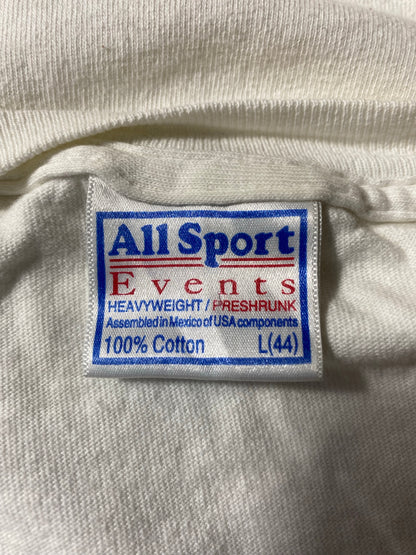 All Sport
Events
HEAVYWEIGHT / PRESHRUNK
Assembled in Mexico of USA components
100% Cotton L(44)